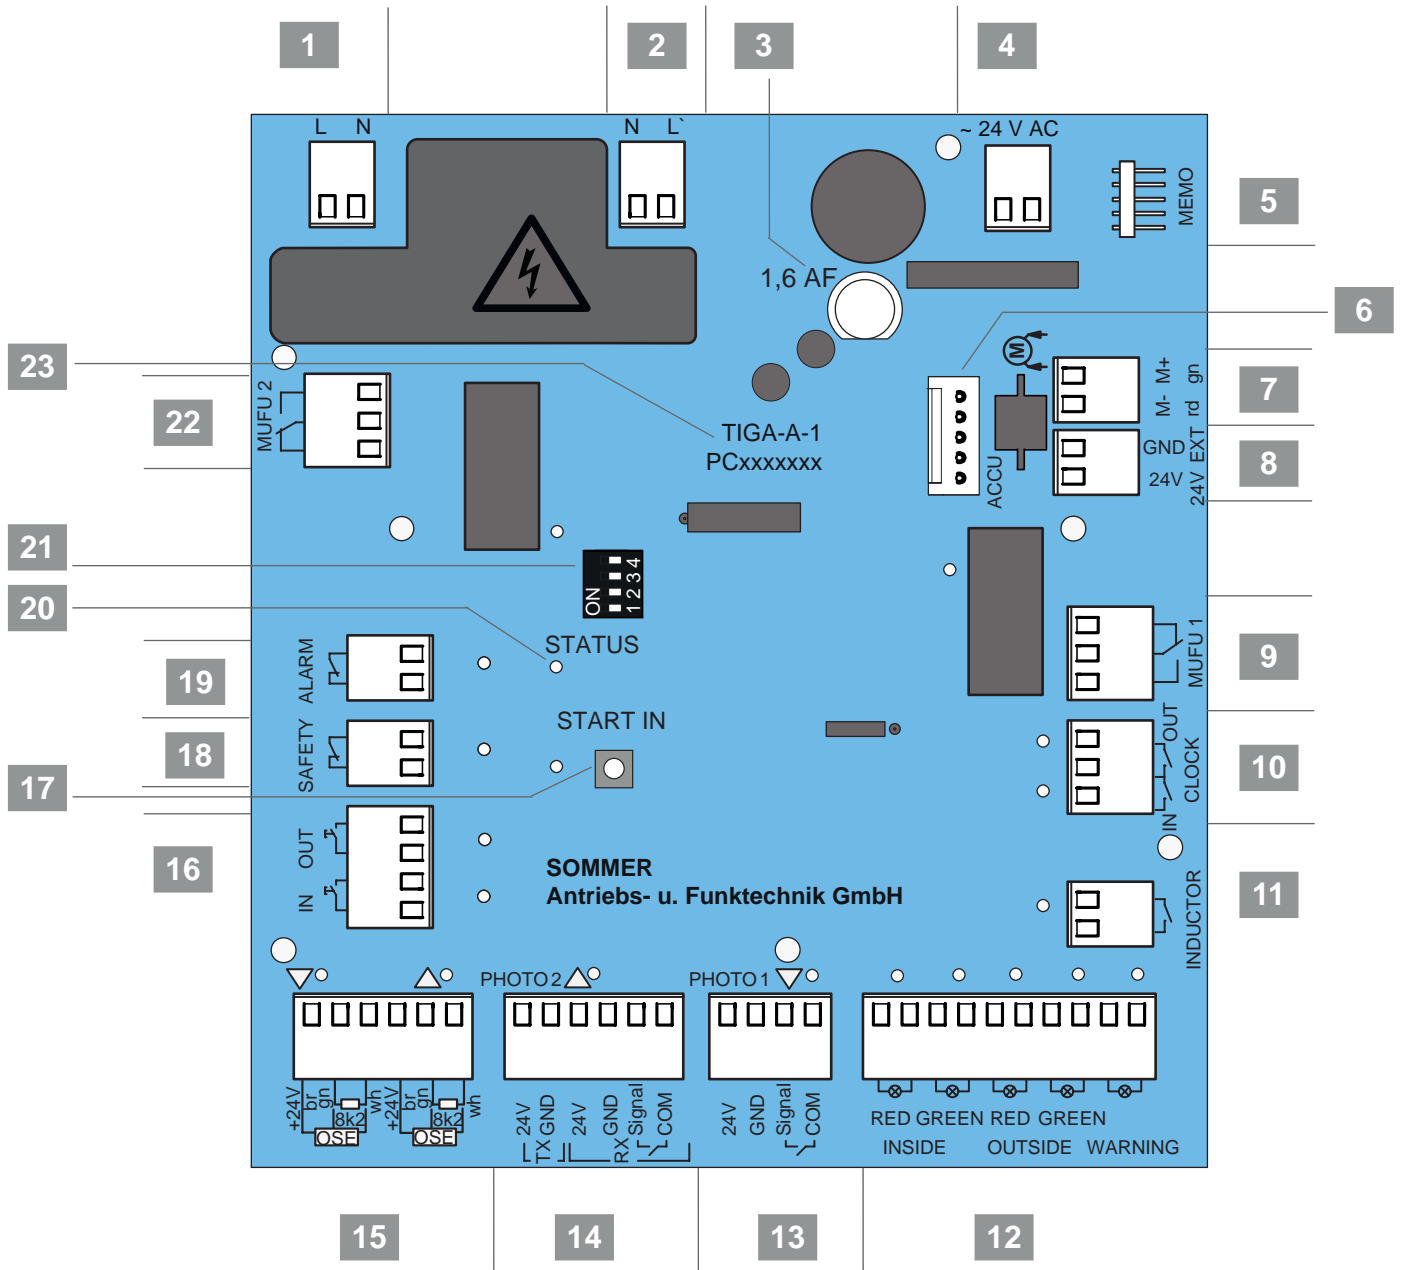 1
2
3
4
L N
N L`
~ 24 V AC
MEMO
5
1,6 AF
6
M
M- M+
rd gn
7
23
MUFU 2
22
TIGA-A-1
PCxxxxxxx
ACCU
GND
24V
24V EXT
8
21
ON
1 2 3 4
20
STATUS
ALARM
19
MUFU 1
9
START IN
SAFETY
18
17
IN CLOCK OUT
10
IN OUT
16
SOMMER
Antriebs- u. Funktechnik GmbH
INDUCTOR
11
PHOTO 2
PHOTO 1
+24V br gn wh +24V br gn wh
8k2 8k2
OSE OSE
24V GND 24V GND Signal COM
TX RX
24V GND Signal COM
RED GREEN RED GREEN
INSIDE OUTSIDE WARNING
15
14
13
12